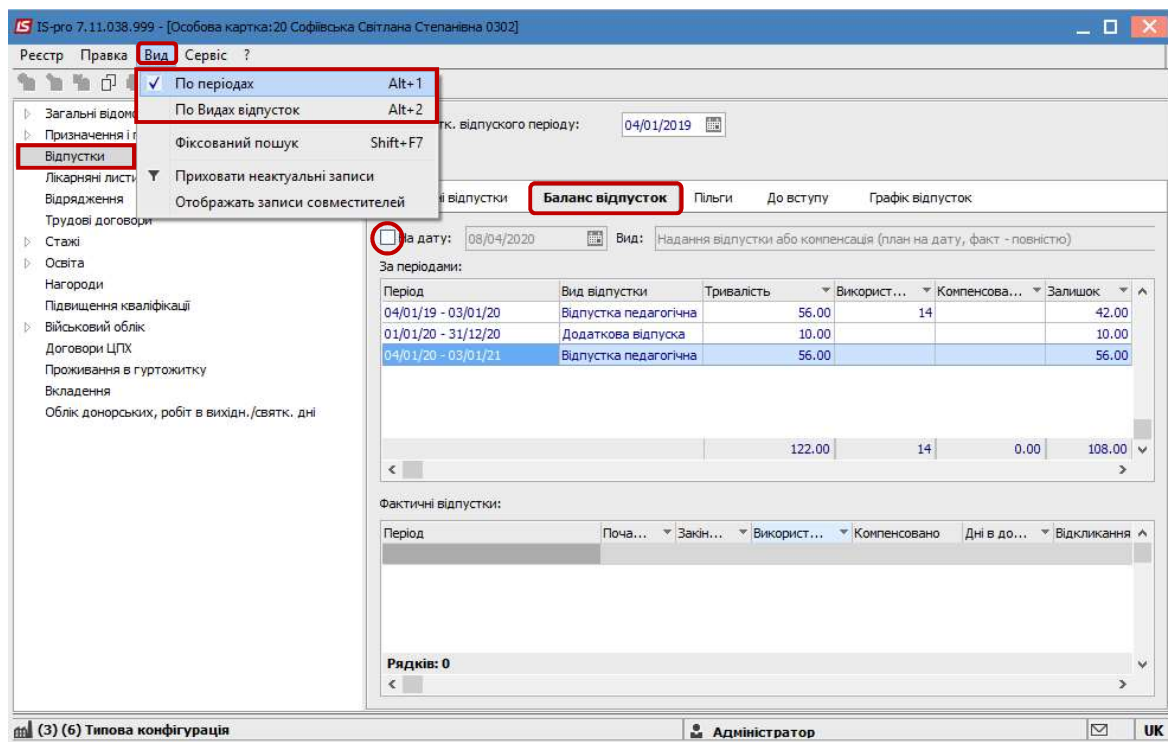 IS-pro 7.11.038.999 - [Особова картка:20 Софіївська Світлана Степанівна 0302]
Реєстр Правка Вид Сервіс ?
По періодах Alt+1
По Видах відпусток Alt+2
Фіксований пошук Shift+F7
Приховати неактуальні записи
Отображать записи совместителей
Загальні
Призначення і
Відпустки
Лікарняні
Відрядження
Трудові договори
Стажі
Освіта
Нагороди
Підвищення кваліфікації
Військовий облік
Договори ЦПХ
Проживання в гуртожитку
Вкладення
Облік донорських, робіт в вихідн./святк. дні
тк. відпуского періоду: 04/01/2019
відпустки Баланс відпусток Пільги До вступу Графік відпусток
На дату: 08/04/2020 Вид: Надання відпустки або компенсація (план на дату, факт - повністю)
За періодами:
Період Вид відпустки Тривалість Використ... Компенсова... Залишок
04/01/19 - 03/01/20 Відпустка педагогічна 56.00 14 42.00
01/01/20 - 31/12/20 Додаткова відпуска 10.00 10.00
04/01/20 - 03/01/21 Відпустка педагогічна 56.00 56.00
122.00 14 0.00 108.00
Фактичні відпустки:
Період Поча... Закін... Використ... Компенсовано Дні в до... Відкликання
Рядків: 0
(3) (6) Типова конфігурація Адміністратор UK